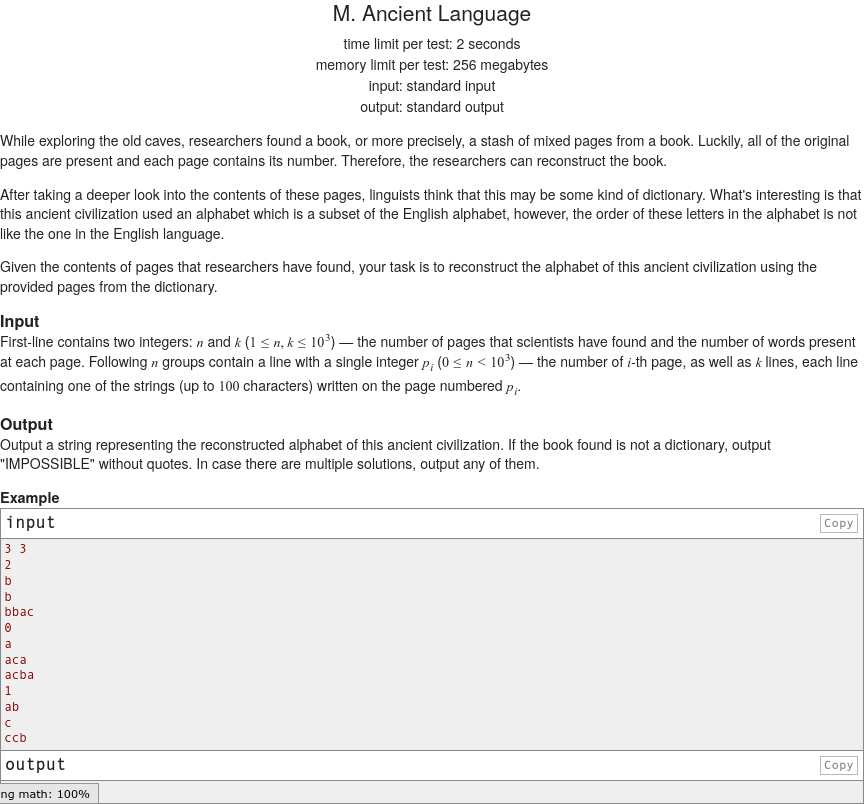 M. Ancient Language
time limit per test: 2 seconds
memory limit per test: 256 megabytes
input: standard input
output: standard output
While exploring the old caves, researchers found a book, or more precisely, a stash of mixed pages from a book. Luckily, all of the original
pages are present and each page contains its number. Therefore, the researchers can reconstruct the book.
After taking a deeper look into the contents of these pages, linguists think that this may be some kind of dictionary. What's interesting is that
this ancient civilization used an alphabet which is a subset of the English alphabet, however, the order of these letters in the alphabet is not
like the one in the English language.
Given the contents of pages that researchers have found, your task is to reconstruct the alphabet of this ancient civilization using the
provided pages from the dictionary.
Input
First-line contains two integers: n and k (1 ≤ n, k ≤ 10³) — the number of pages that scientists have found and the number of words present
at each page. Following n groups contain a line with a single integer pᵢ (0 ≤ n < 10³) — the number of i-th page, as well as k lines, each line
containing one of the strings (up to 100 characters) written on the page numbered pᵢ.
Output
Output a string representing the reconstructed alphabet of this ancient civilization. If the book found is not a dictionary, output
"IMPOSSIBLE" without quotes. In case there are multiple solutions, output any of them.
Example
input Copy
3 3
2
b
b
bbac
0
a
aca
acba
1
ab
c
ccb
output Copy
ng math: 100%